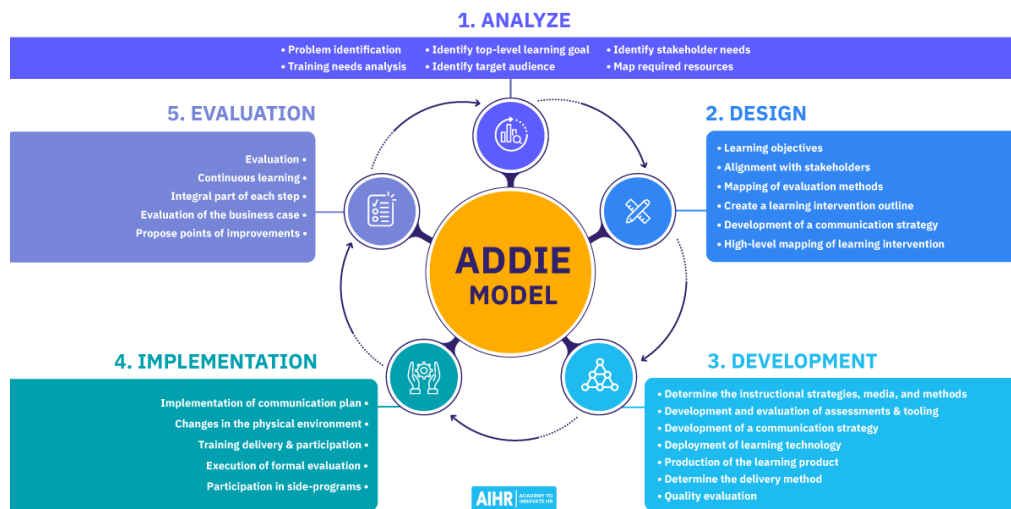 1. ANALYZE
• Problem identification • Identify top-level learning goal • Identify stakeholder needs
• Training needs analysis • Identify target audience • Map required resources
2. DESIGN
• Learning objectives
• Alignment with stakeholders
• Mapping of evaluation methods
• Create a learning intervention outline
• Development of a communication strategy
• High-level mapping of learning intervention
3. DEVELOPMENT
• Determine the instructional strategies, media, and methods
• Development and evaluation of assessments & tooling
• Development of a communication strategy
• Deployment of learning technology
• Production of the learning product
• Determine the delivery method
• Quality evaluation
4. IMPLEMENTATION
Implementation of communication plan •
Changes in the physical environment •
Training delivery & participation •
Execution of formal evaluation •
Participation in side-programs •
5. EVALUATION
Evaluation •
Continuous learning •
Integral part of each step •
Evaluation of the business case •
Propose points of improvements •
ADDIE
MODEL
AIHR
ACADEMY TO
INNOVATE HR